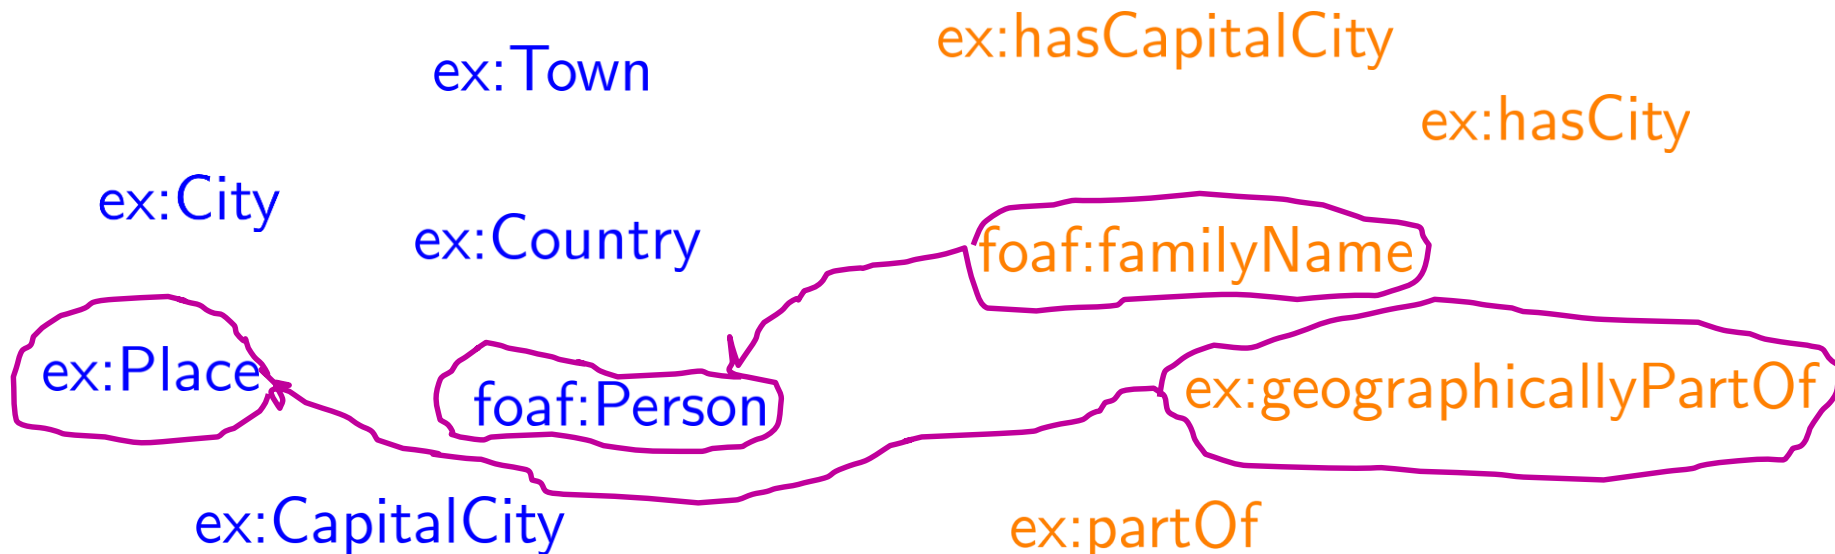 ex:hasCapitalCity
ex:Town
ex:hasCity
ex:City
ex:Country
foaf:familyName
ex:Place
foaf:Person
ex:geographicallyPartOf
ex:CapitalCity
ex:partOf